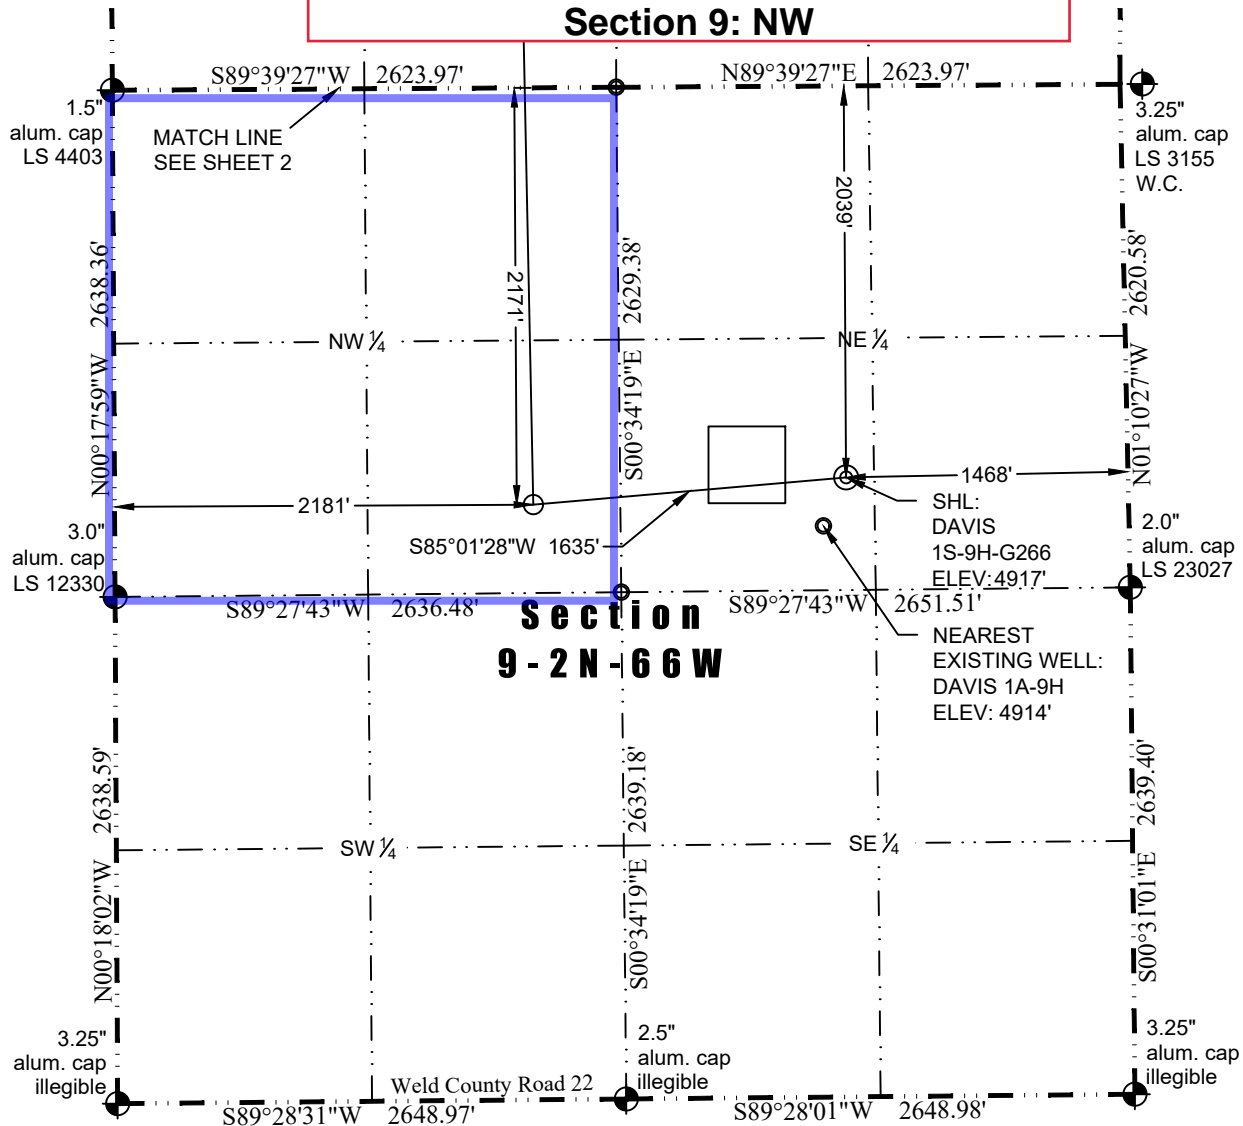 Section 9: NW
S89°39'27"W 2623.97'
N89°39'27"E 2623.97'
1.5"
alum. cap
LS 4403
MATCH LINE
SEE SHEET 2
3.25"
alum. cap
LS 3155
W.C.
2039'
2638.36'
2171'
2629.38'
2620.58'
NW ¼
NE ¼
N00°17'59"W
S00°34'19"E
N01°10'27"W
2181'
1468'
S85°01'28"W 1635'
SHL:
DAVIS
1S-9H-G266
ELEV:4917'
3.0"
alum. cap
LS 12330
2.0"
alum. cap
LS 23027
S89°27'43"W 2636.48'
S89°27'43"W 2651.51'
Section
9-2N-66W
NEAREST
EXISTING WELL:
DAVIS 1A-9H
ELEV: 4914'
2638.59'
2639.18'
2639.40'
SW ¼
SE ¼
N00°18'02"W
S00°34'19"E
S00°31'01"E
3.25"
alum. cap
illegible
2.5"
alum. cap
illegible
3.25"
alum. cap
illegible
Weld County Road 22
S89°28'31"W 2648.97'
S89°28'01"W 2648.98'